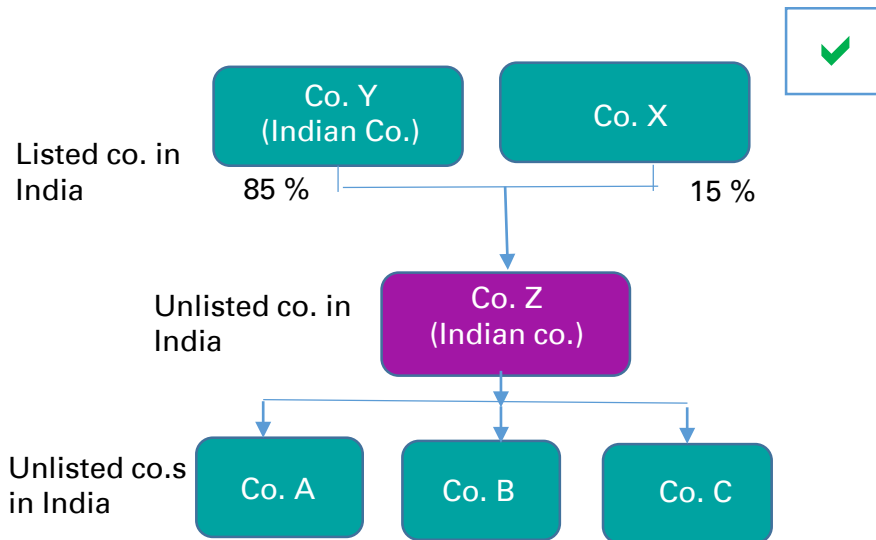 Co. Y
(Indian Co.)
Co. X
Listed co. in
India
85 %
15 %
Unlisted co. in
India
Co. Z
(Indian co.)
Unlisted co.s
in India
Co. A
Co. B
Co. C